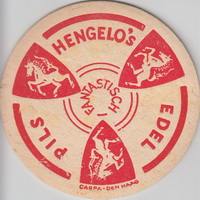 HENGELO'S
EDEL
PILS
FANTASTISCH
CARPA-DEN HAAG